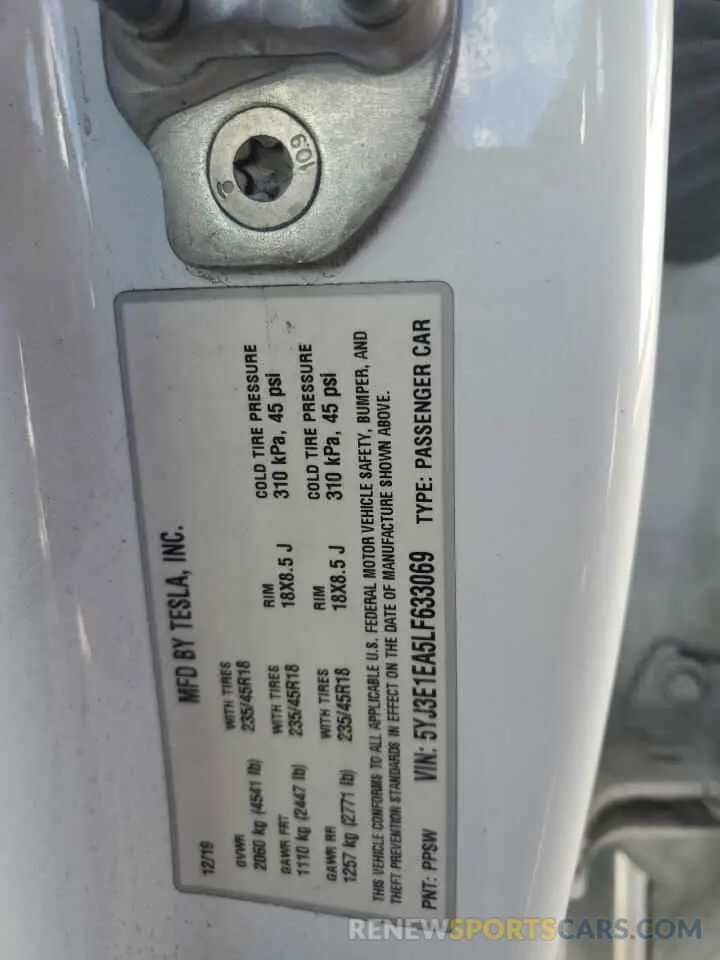 109
MFD BY TESLA, INC.
12/19
GVWR
2060 kg (4541 lb)
WITH TIRES
235/45R18
GAWR FRT
1110 kg (2447 lb)
WITH TIRES
235/45R18
RIM
18X8.5 J
COLD TIRE PRESSURE
310 kPa, 45 psi
GAWR RR
1257 kg (2771 lb)
WITH TIRES
235/45R18
RIM
18X8.5 J
COLD TIRE PRESSURE
310 kPa, 45 psi
THIS VEHICLE CONFORMS TO ALL APPLICABLE U.S. FEDERAL MOTOR VEHICLE SAFETY, BUMPER, AND
THEFT PREVENTION STANDARDS IN EFFECT ON THE DATE OF MANUFACTURE SHOWN ABOVE.
PNT: PPSW VIN: 5YJ3E1EA5LF633069 TYPE: PASSENGER CAR
RENEWSPORTSCARS.COM